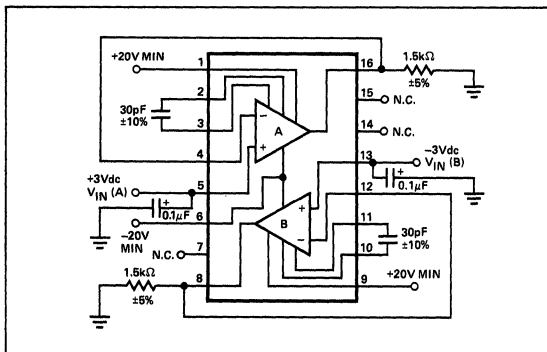 +20V MIN
1
2
30pF
±10%
3
4
+3Vdc
VIN (A)
5
+
0.1µF
6
−20V
MIN
N.C.
7
1.5kΩ
±5%
8
A
−
+
B
+
−
16
1.5kΩ
±5%
15
N.C.
14
N.C.
13
−3Vdc
VIN (B)
+
0.1µF
12
11
30pF
±10%
10
9
+20V MIN